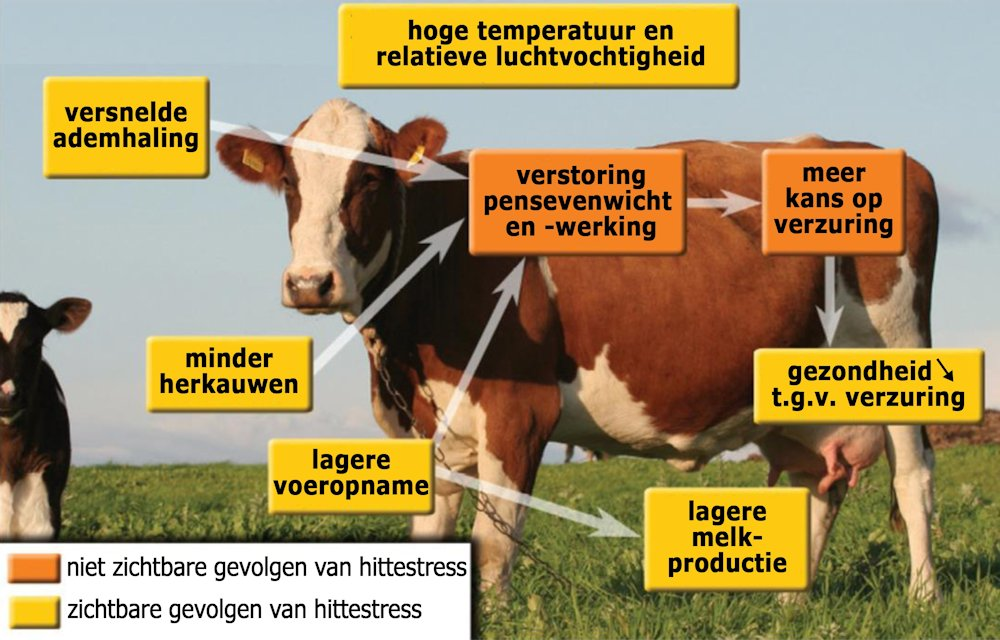 hoge temperatuur en
relatieve luchtvochtigheid
versnelde
ademhaling
verstoring
pensevenwicht
en -werking
meer
kans op
verzuring
minder
herkauwen
gezondheid ↘
t.g.v. verzuring
lagere
voeropname
lagere
melk-
productie
niet zichtbare gevolgen van hittestress
zichtbare gevolgen van hittestress